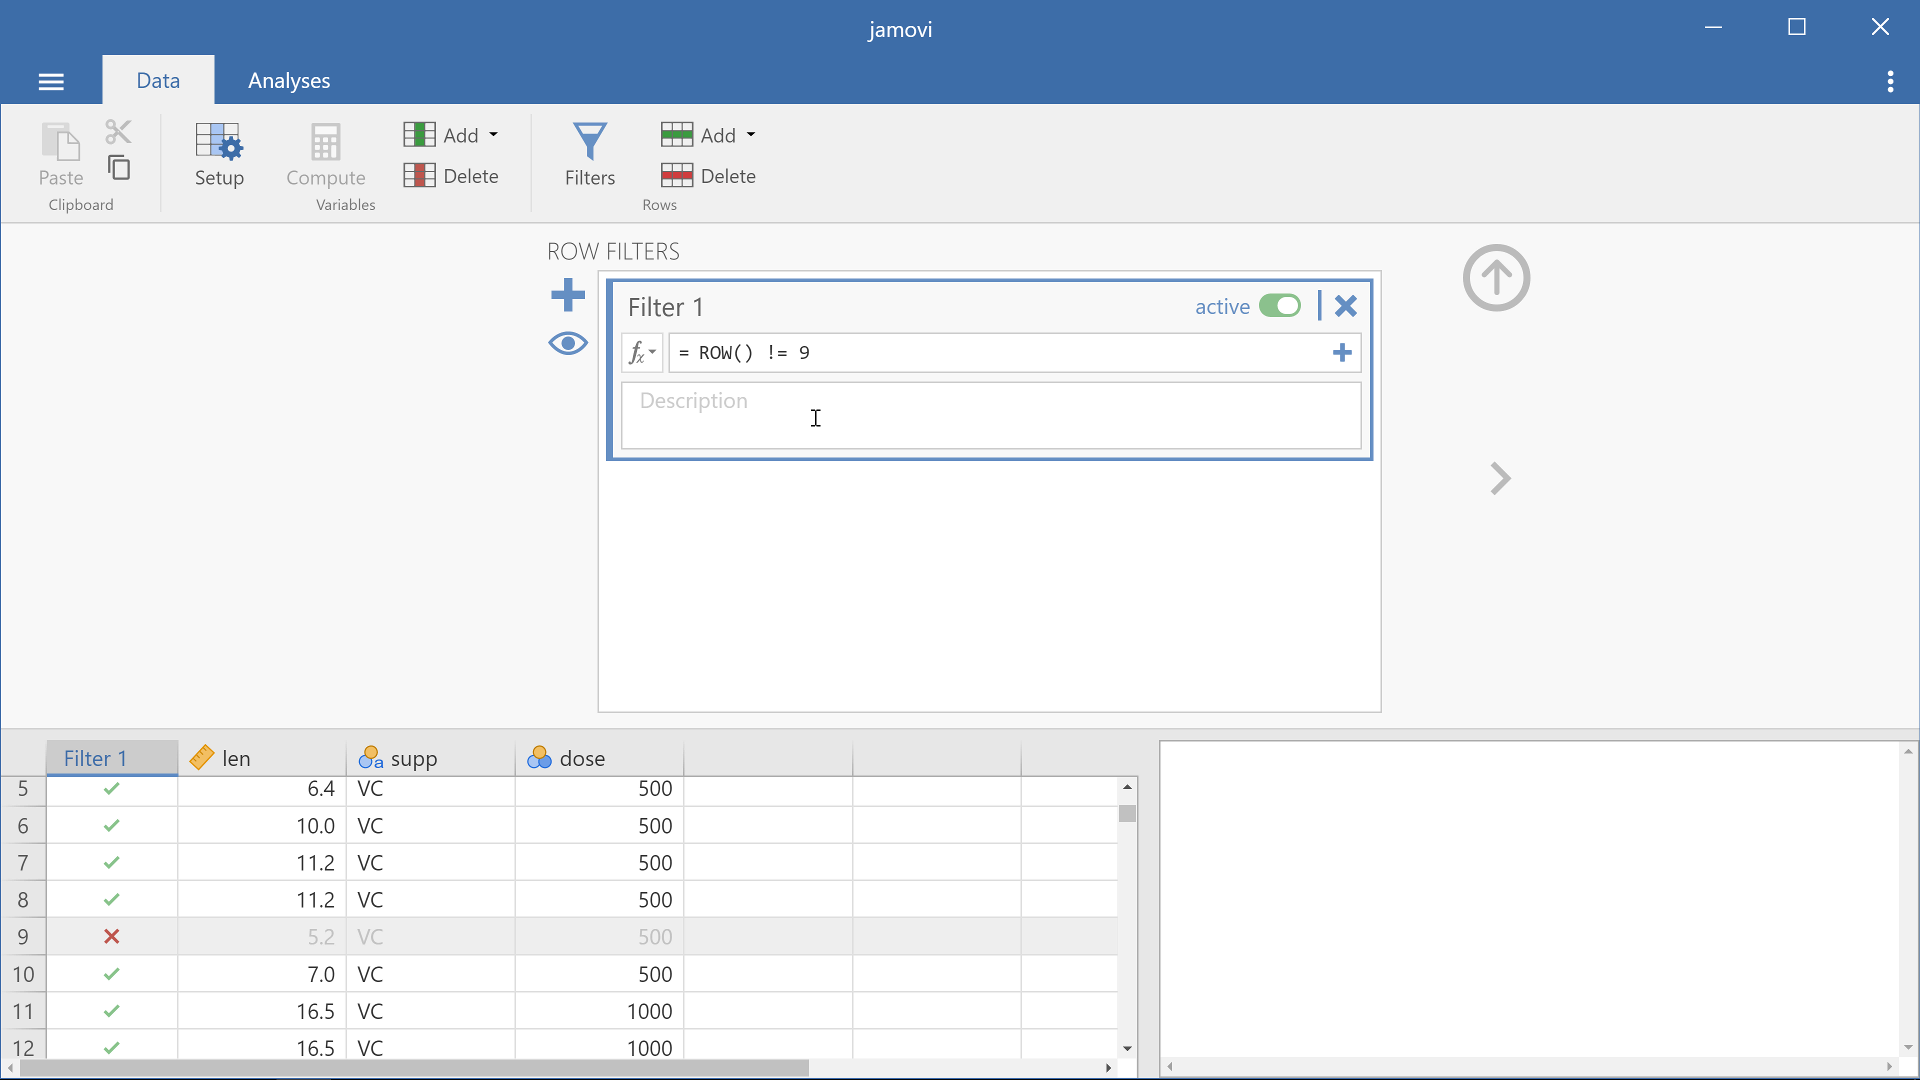 jamovi
Data Analyses
Paste
Clipboard
Setup
Compute
Add
Delete
Variables
Filters
Add
Delete
Rows
ROW FILTERS
Filter 1 active
fx = ROW() != 9
Description
Filter 1 len supp dose
5 6.4 VC 500
6 10.0 VC 500
7 11.2 VC 500
8 11.2 VC 500
9 5.2 VC 500
10 7.0 VC 500
11 16.5 VC 1000
12 16.5 VC 1000